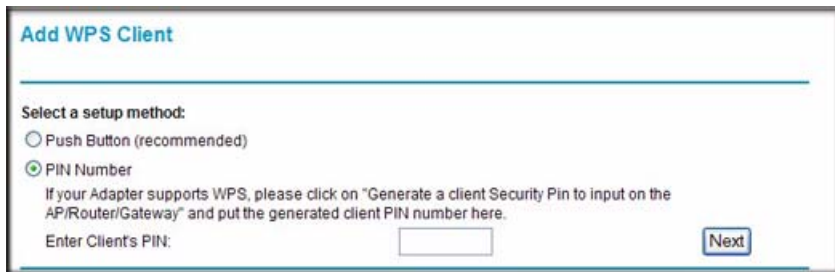 Add WPS Client
Select a setup method:
Push Button (recommended)
PIN Number
If your Adapter supports WPS, please click on "Generate a client Security Pin to input on the
AP/Router/Gateway" and put the generated client PIN number here.
Enter Client's PIN:
Next